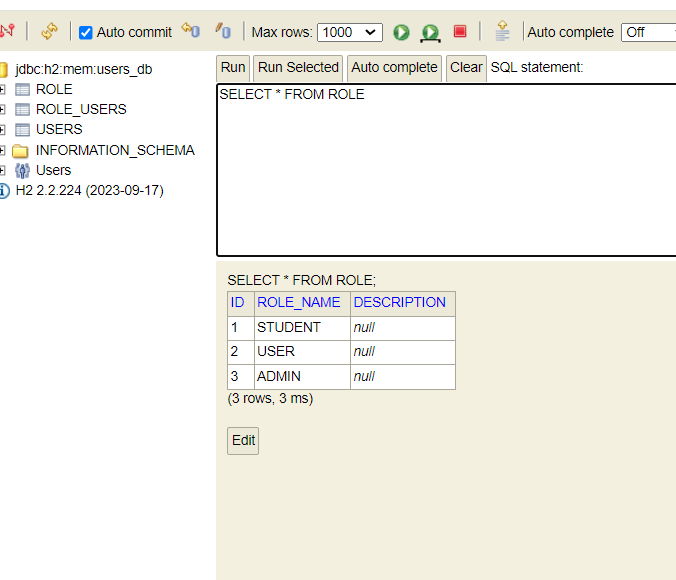 Auto commit Max rows: 1000 Auto complete Off
jdbc:h2:mem:users_db
ROLE
ROLE_USERS
USERS
INFORMATION_SCHEMA
Users
H2 2.2.224 (2023-09-17)
Run Run Selected Auto complete Clear SQL statement:
SELECT * FROM ROLE
SELECT * FROM ROLE;
ID ROLE_NAME DESCRIPTION
1 STUDENT null
2 USER null
3 ADMIN null
(3 rows, 3 ms)
Edit